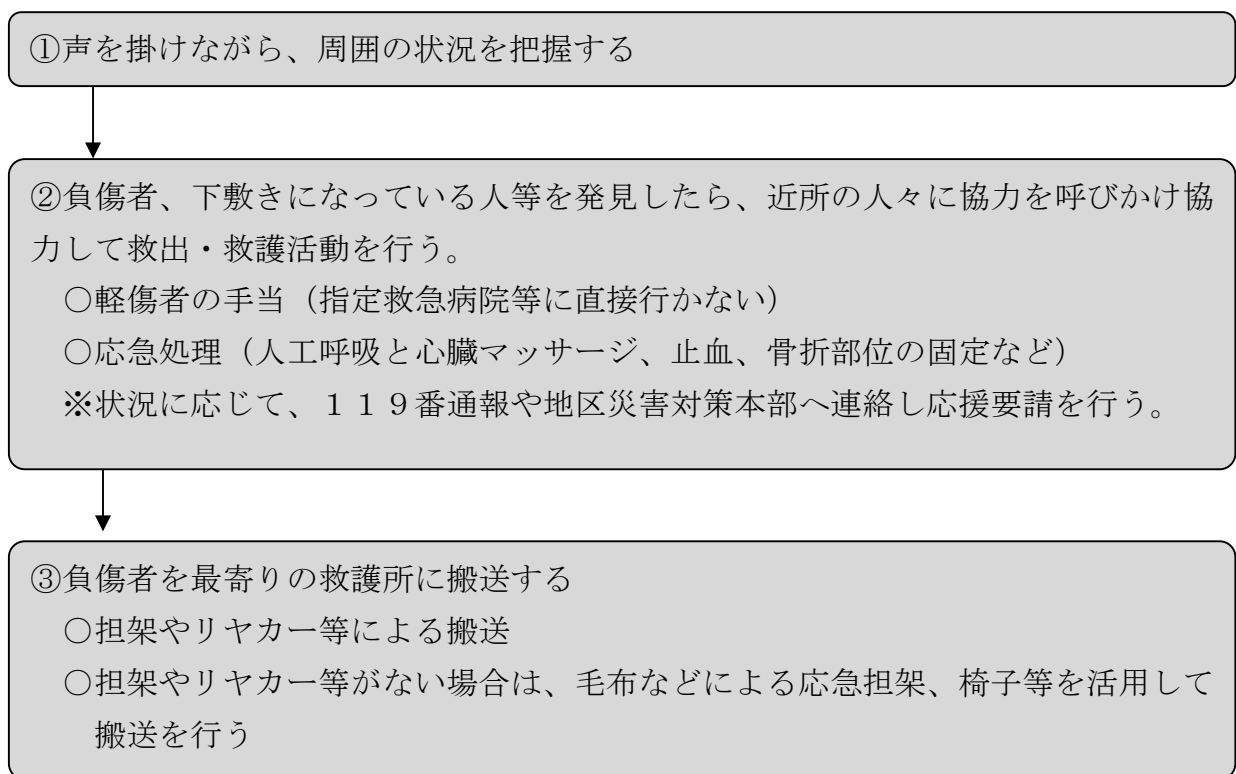 ①声を掛けながら、周囲の状況を把握する
②負傷者、下敷きになっている人等を発見したら、近所の人々に協力を呼びかけ協
力して救出・救護活動を行う。
○軽傷者の手当（指定救急病院等に直接行かない）
○応急処理（人工呼吸と心臓マッサージ、止血、骨折部位の固定など）
※状況に応じて、１１９番通報や地区災害対策本部へ連絡し応援要請を行う。
③負傷者を最寄りの救護所に搬送する
○担架やリヤカー等による搬送
○担架やリヤカー等がない場合は、毛布などによる応急担架、椅子等を活用して
搬送を行う